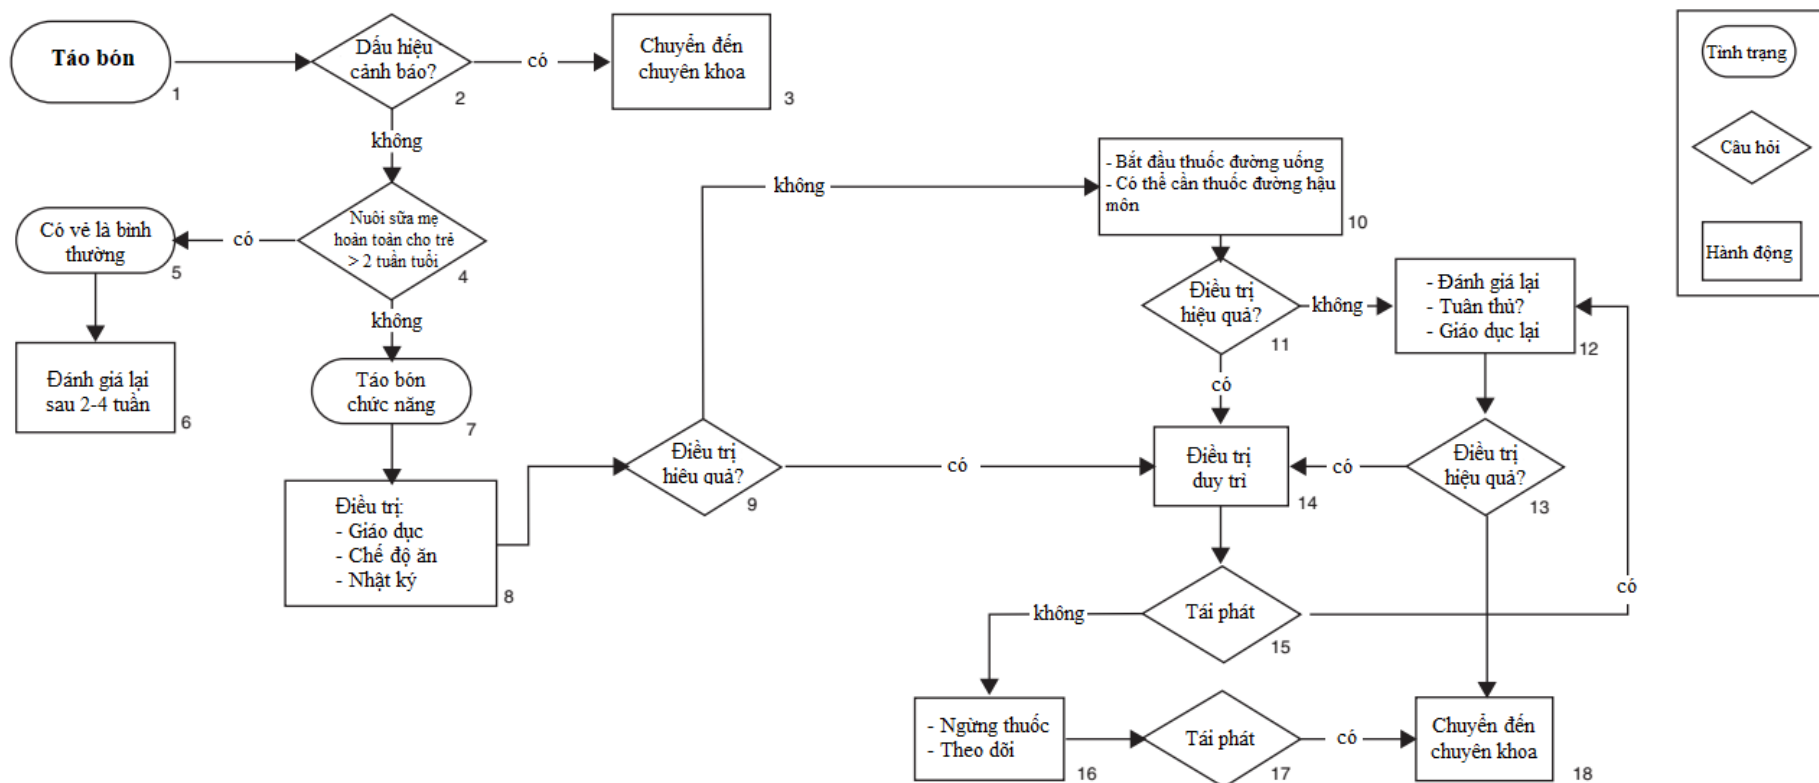 Táo bón
1
Dấu hiệu
cảnh báo?
2
có
Chuyển đến
chuyên khoa
3
không
Nuôi sữa mẹ
hoàn toàn cho trẻ
> 2 tuần tuổi
4
có
Có vẻ là bình
thường
5
Đánh giá lại
sau 2-4 tuần
6
không
Táo bón
chức năng
7
Điều trị:
- Giáo dục
- Chế độ ăn
- Nhật ký
8
Điều trị
hiêu quả?
9
không
- Bắt đầu thuốc đường uống
- Có thể cần thuốc đường hậu
môn
10
Điều trị
hiệu quả?
11
không
- Đánh giá lại
- Tuân thủ?
- Giáo dục lại
12
có
có
Điều trị
duy trì
14
có
Điều trị
hiệu quả?
13
không
Tái phát
15
có
- Ngừng thuốc
- Theo dõi
16
Tái phát
17
có
Chuyển đến
chuyên khoa
18
Tình trạng
Câu hỏi
Hành động